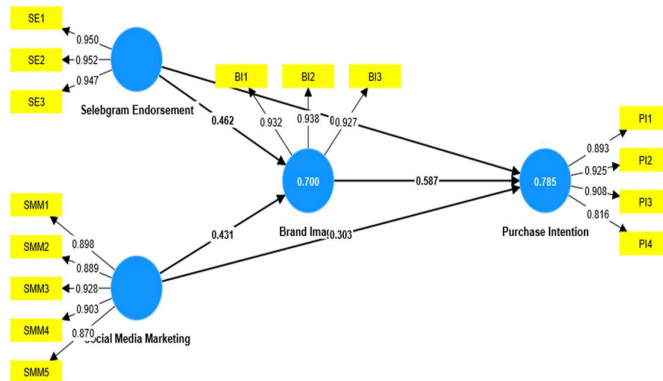 SE1
0.950
SE2
0.952
0.947
SE3
Selebgram Endorsement
BI1
BI2
BI3
0.932
0.938
0.927
0.462
PI1
0.893
PI2
0.925
0.700
0.587
0.785
0.908
PI3
0.816
PI4
Brand
0.303
Purchase Intention
0.431
SMM1
0.898
SMM2
0.889
SMM3
0.928
0.903
SMM4
0.870
Media Marketing
SMM5